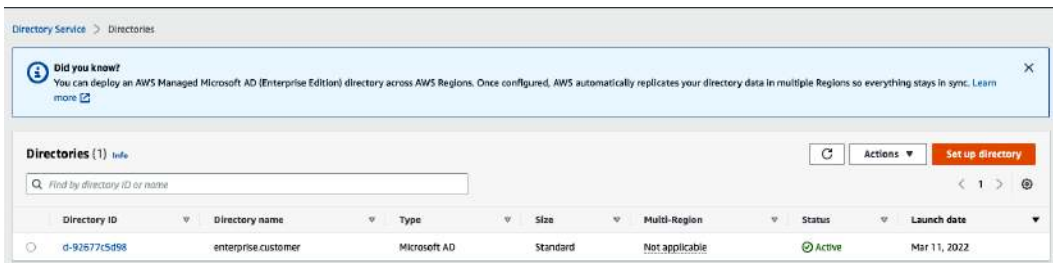 Directory Service > Directories
Did you know?
You can deploy an AWS Managed Microsoft AD (Enterprise Edition) directory across AWS Regions. Once configured, AWS automatically replicates your directory data in multiple Regions so everything stays in sync. Learn
more
Directories (1) Info
Actions
Set up directory
Find by directory ID or name
1
Directory ID Directory name Type Size Multi-Region Status Launch date
d-92677c5d98 enterprise.customer Microsoft AD Standard Not applicable Active Mar 11, 2022